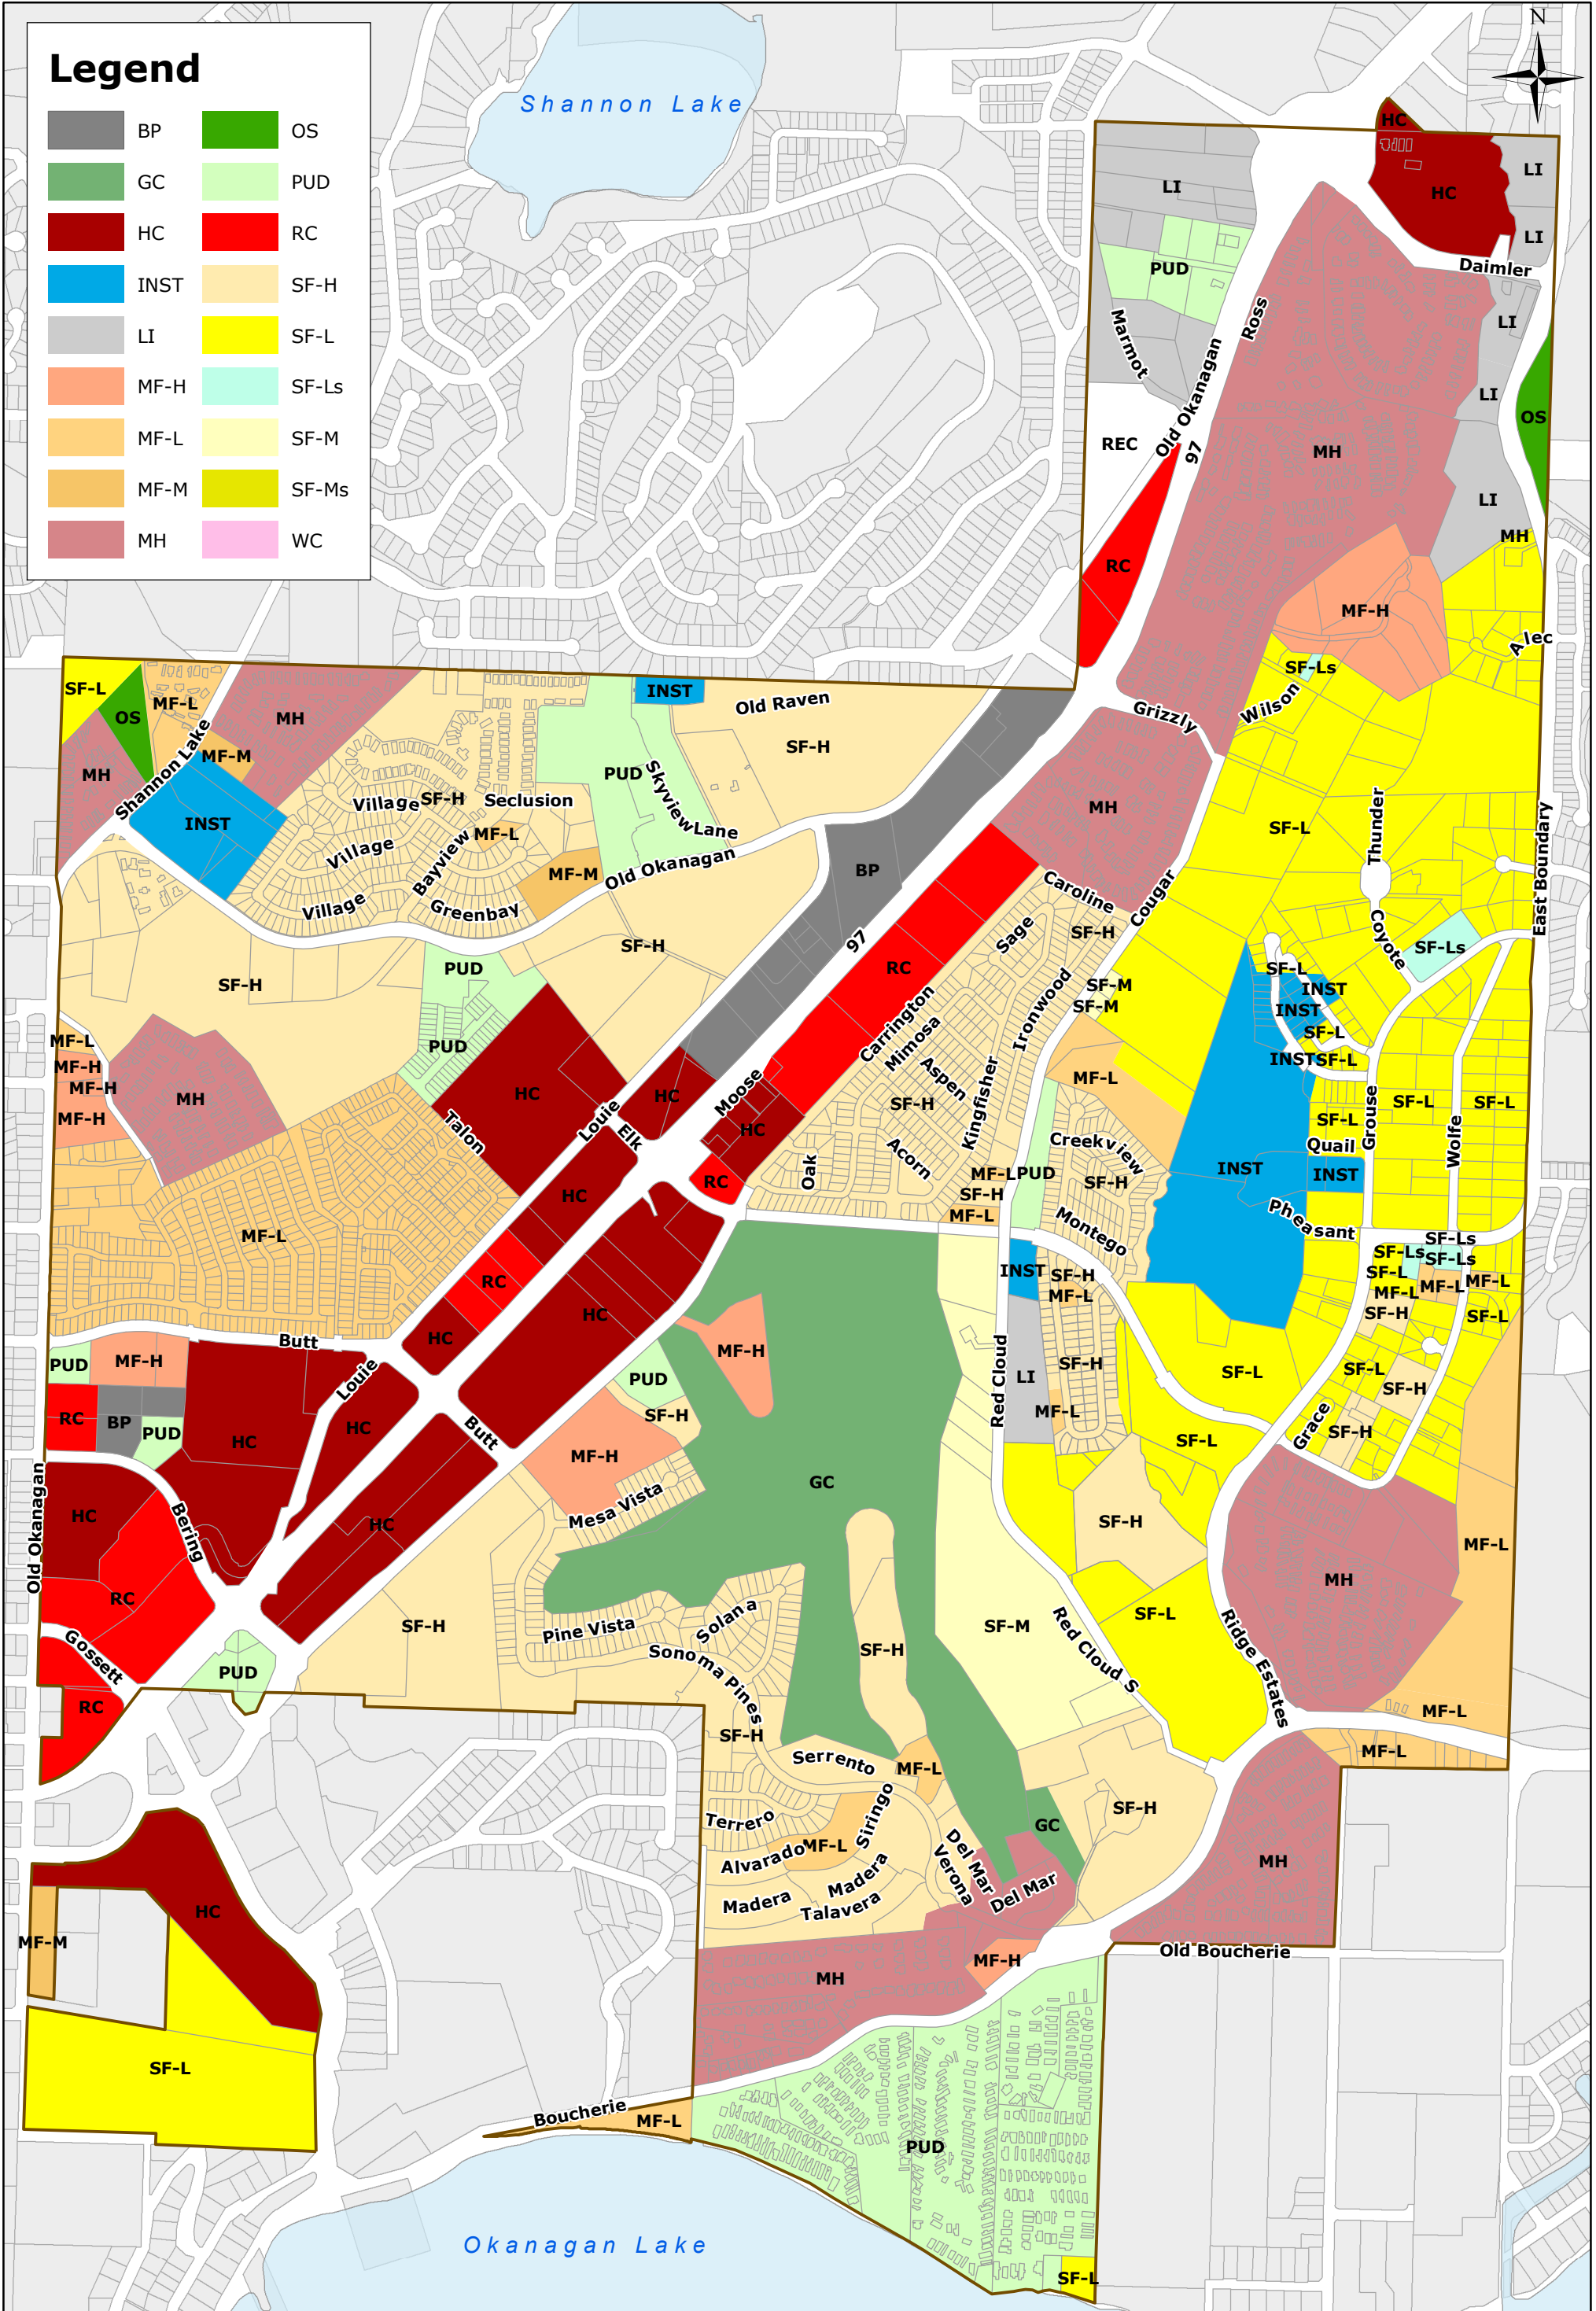 Legend
BP
OS
GC
PUD
HC
RC
INST
SF-H
LI
SF-L
MF-H
SF-Ls
MF-L
SF-M
MF-M
SF-Ms
MH
WC
Shannon Lake
N
HC
LI
HC
LI
LI
Daimler
PUD
LI
Ross
Marmot
LI
Old Okanagan
OS
REC
97
MH
LI
MH
RC
MF-H
Alec
SF-Ls
Wilson
Grizzly
SF-L
OS
MF-L
MH
INST
Old Raven
SF-H
Shannon Lake
MF-M
MH
INST
PUD
Skyview Lane
Village
SF-H
Seclusion
MF-L
Village
Bayview
MF-M
Old Okanagan
Village
Greenbay
MH
BP
SF-L
Thunder
East Boundary
Caroline
Cougar
Sage
SF-H
97
RC
Coyote
SF-Ls
SF-H
SF-H
PUD
SF-L
INST
SF-M
INST
SF-M
SF-L
Ironwood
Carrington
Mimosa
INST
SF-L
PUD
MF-L
MF-H
MF-H
MH
MF-H
HC
HC
Moose
Aspen
MF-L
SF-H
Kingfisher
SF-L
SF-L
SF-L
Grouse
Louie
Elk
HC
Talon
Quail
Wolfe
Creekview
Acorn
Oak
INST
INST
MF-L
PUD
SF-H
RC
HC
SF-H
MF-L
Montego
Pheasant
MF-L
SF-Ls
SF-Ls
SF-Ls
INST
SF-H
MF-L
SF-L
MF-L
MF-L
MF-L
SF-H
SF-L
RC
HC
HC
Butt
MF-H
SF-H
Red Cloud
PUD
MF-H
Louie
PUD
LI
SF-L
SF-L
SF-H
RC
BP
PUD
HC
HC
Butt
SF-H
MF-L
SF-L
Grace
SF-H
MF-H
GC
Old Okanagan
HC
Bering
HC
Mesa Vista
SF-H
MF-L
RC
MH
Pine Vista
Solana
SF-H
SF-M
SF-L
Gossett
PUD
SF-H
Sonoma Pines
Red Cloud S
Ridge Estates
RC
MF-L
SF-H
Serrento
MF-L
MF-L
Terrero
Siringo
GC
SF-H
MF-L
Alvarado
Del Mar
Verona
MH
Madera
Madera
Talavera
Del Mar
HC
MF-M
MF-H
Old Boucherie
MH
SF-L
Boucherie
MF-L
PUD
Okanagan Lake
SF-L